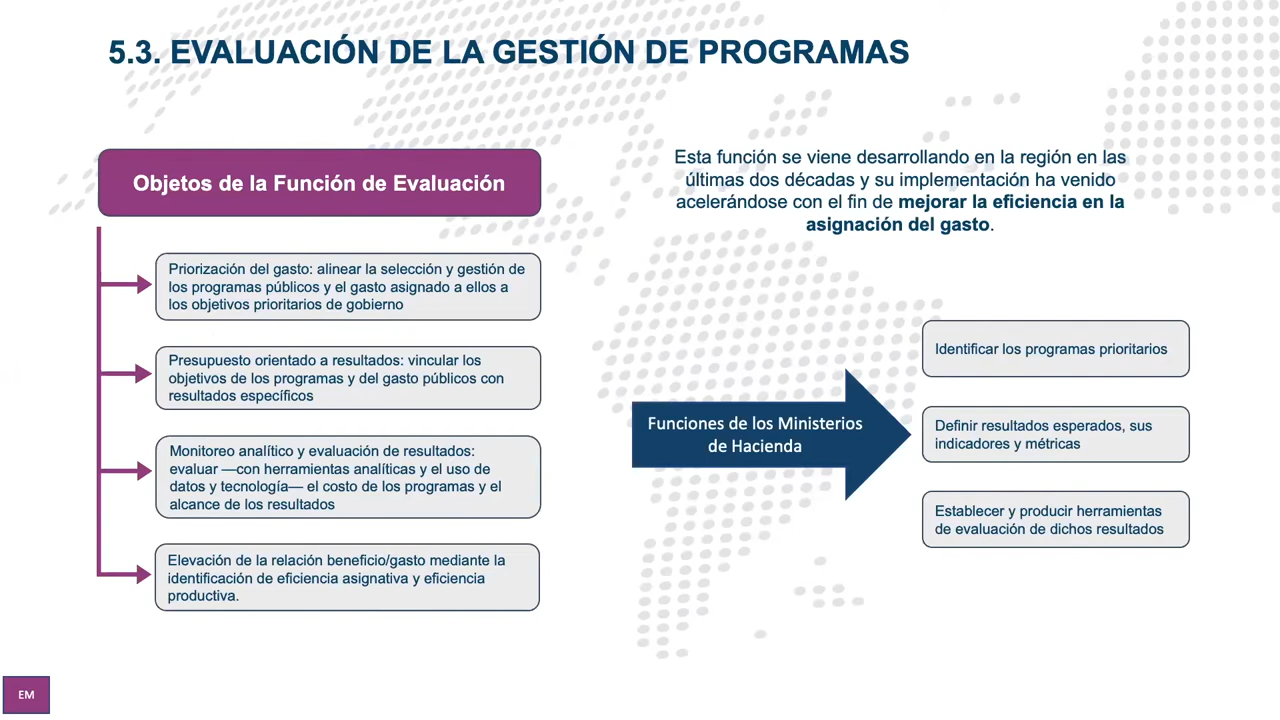 5.3. EVALUACIÓN DE LA GESTIÓN DE PROGRAMAS
Objetos de la Función de Evaluación
Priorización del gasto: alinear la selección y gestión de
los programas públicos y el gasto asignado a ellos a
los objetivos prioritarios de gobierno
Presupuesto orientado a resultados: vincular los
objetivos de los programas y del gasto públicos con
resultados específicos
Monitoreo analítico y evaluación de resultados:
evaluar —con herramientas analíticas y el uso de
datos y tecnología— el costo de los programas y el
alcance de los resultados
Elevación de la relación beneficio/gasto mediante la
identificación de eficiencia asignativa y eficiencia
productiva.
Esta función se viene desarrollando en la región en las
últimas dos décadas y su implementación ha venido
acelerándose con el fin de mejorar la eficiencia en la
asignación del gasto.
Funciones de los Ministerios
de Hacienda
Identificar los programas prioritarios
Definir resultados esperados, sus
indicadores y métricas
Establecer y producir herramientas
de evaluación de dichos resultados
EM